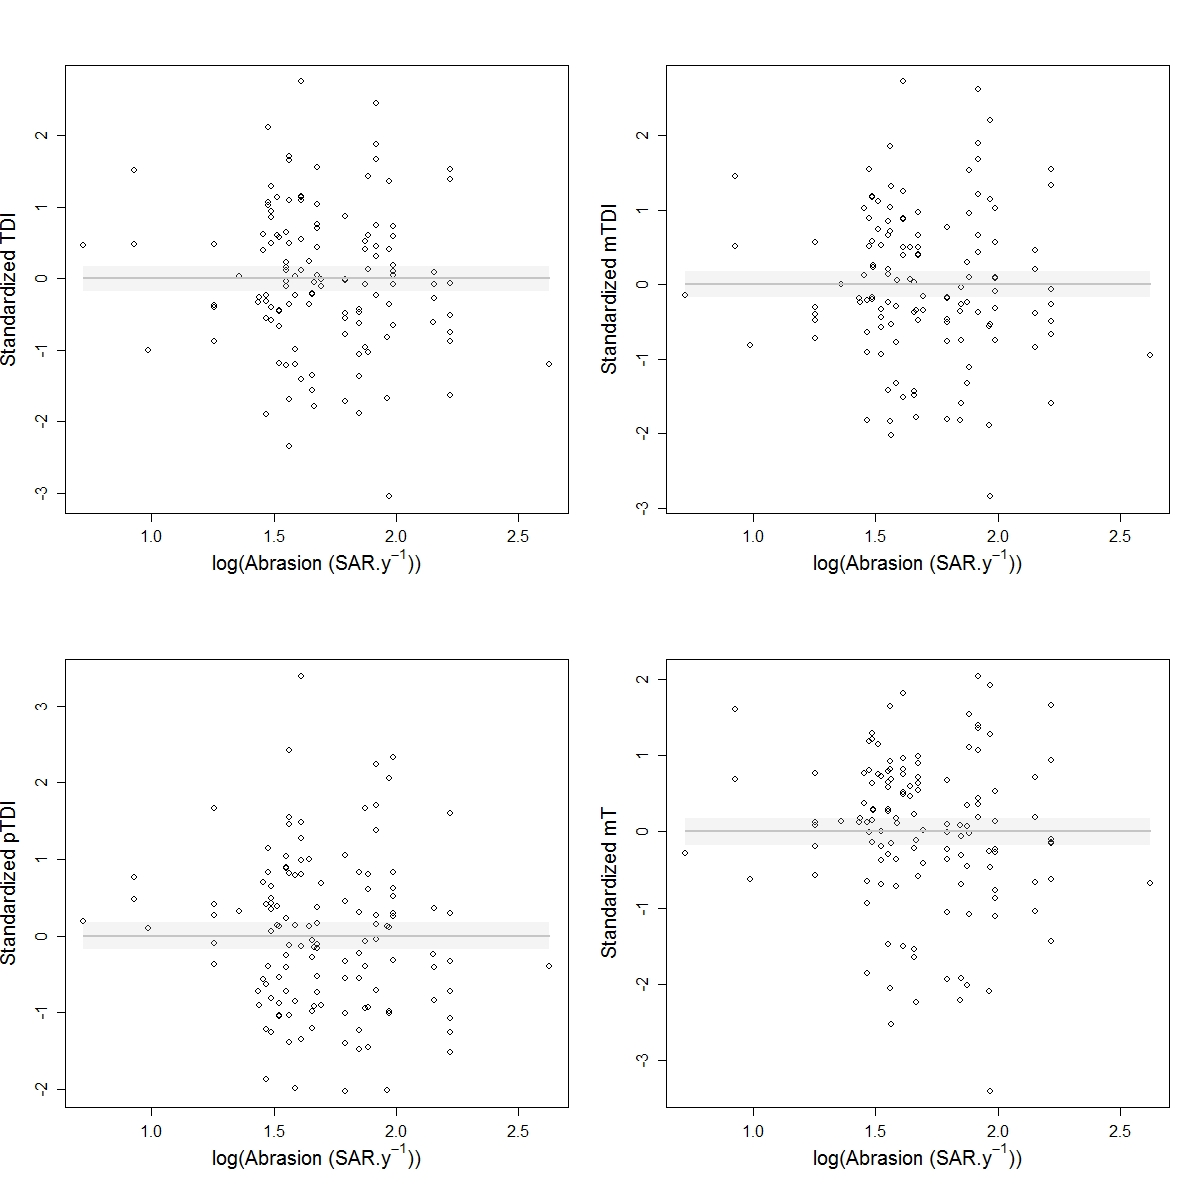 Standardized TDI
2
1
0
-1
-2
-3
1.0 1.5 2.0 2.5
log(Abrasion (SAR.y⁻¹))
Standardized mTDI
2
1
0
-1
-2
-3
1.0 1.5 2.0 2.5
log(Abrasion (SAR.y⁻¹))
Standardized pTDI
3
2
1
0
-1
-2
1.0 1.5 2.0 2.5
log(Abrasion (SAR.y⁻¹))
Standardized mT
2
1
0
-1
-2
-3
1.0 1.5 2.0 2.5
log(Abrasion (SAR.y⁻¹))